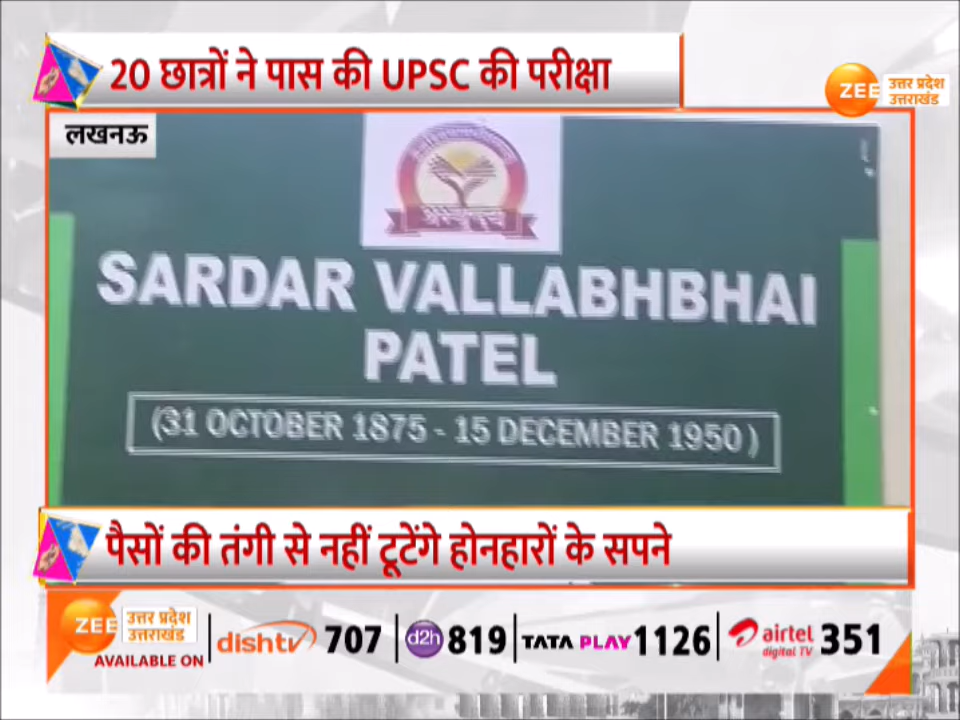 20 छात्रों ने पास की UPSC की परीक्षा
ZEE उत्तर प्रदेश
उत्तराखंड
लखनऊ
SARDAR VALLABHBHAI
PATEL
(31 OCTOBER 1875 - 15 DECEMBER 1950)
पैसों की तंगी से नहीं टूटेंगे होनहारों के सपने
ZEE उत्तर प्रदेश
उत्तराखंड
AVAILABLE ON
dishtv 707
d2h 819
TATA PLAY 1126
airtel
digital TV
351